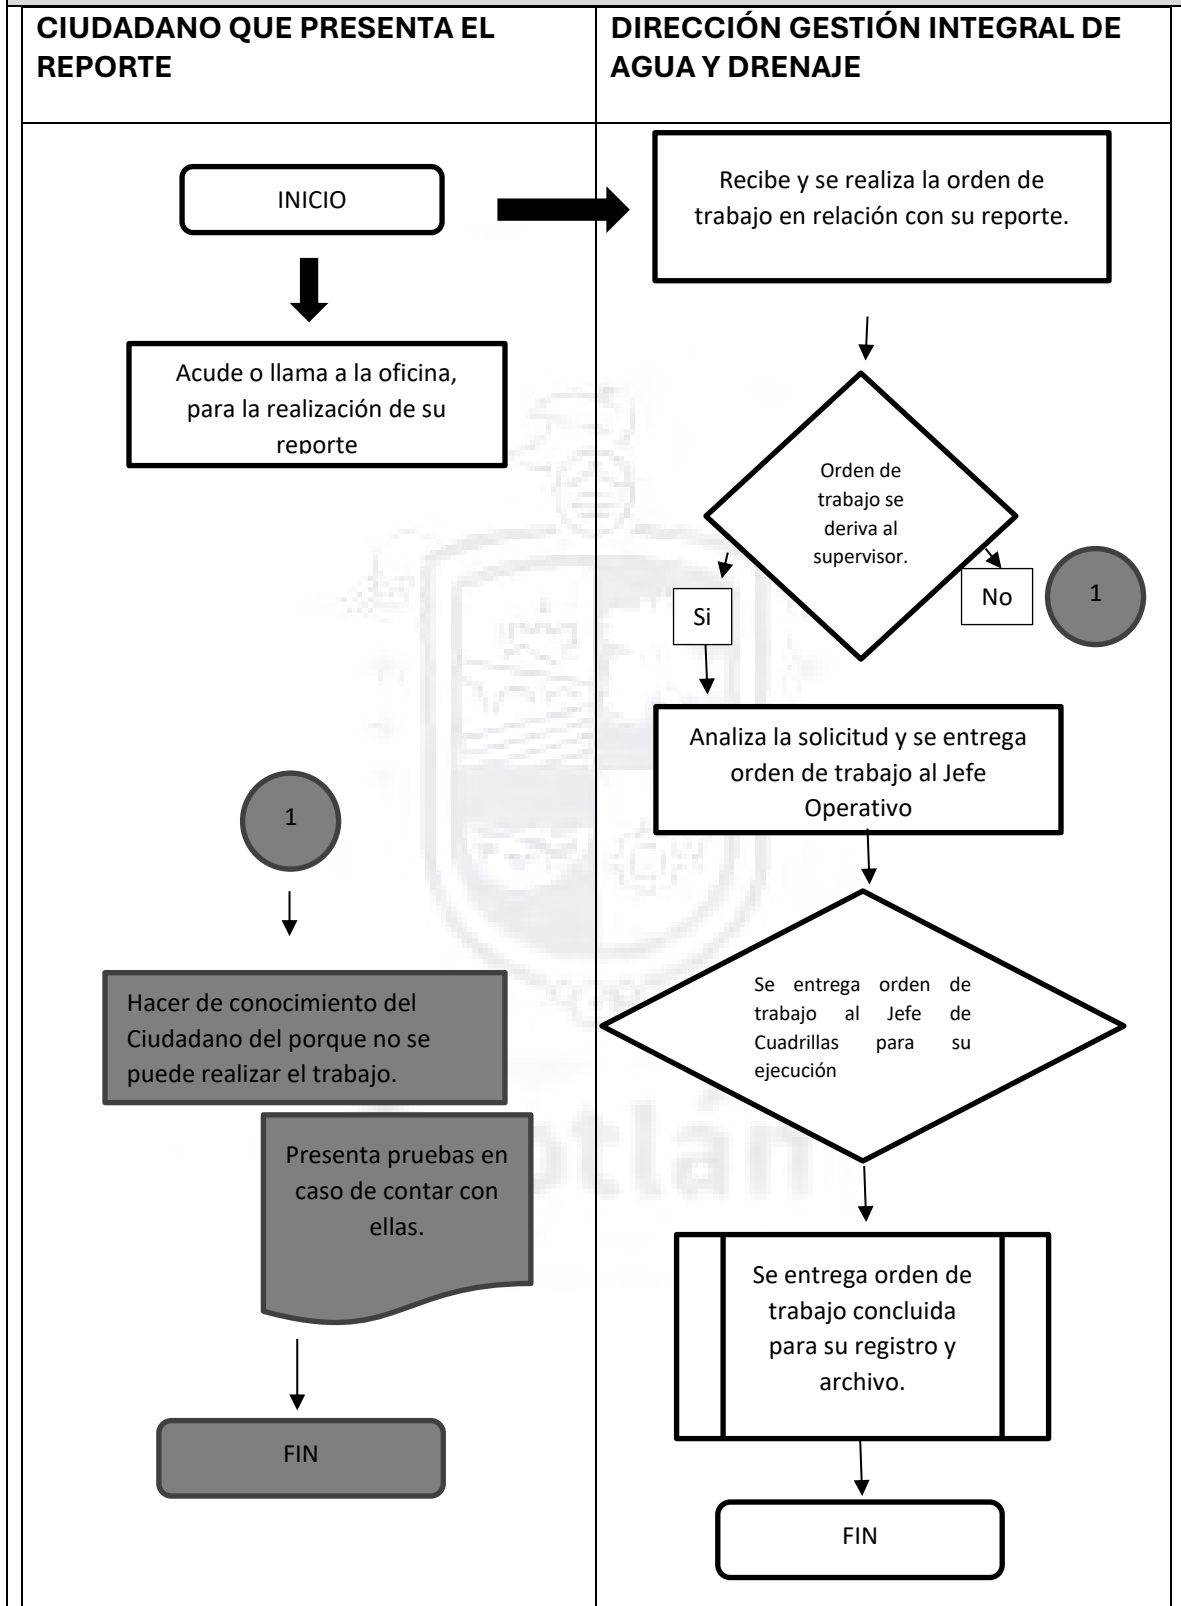 CIUDADANO QUE PRESENTA EL
REPORTE
DIRECCIÓN GESTIÓN INTEGRAL DE
AGUA Y DRENAJE
INICIO
Acude o llama a la oficina,
para la realización de su
reporte
Recibe y se realiza la orden de
trabajo en relación con su reporte.
Orden de
trabajo se
deriva al
supervisor.
Si
No
1
Analiza la solicitud y se entrega
orden de trabajo al Jefe
Operativo
Se entrega orden de
trabajo al Jefe de
Cuadrillas para su
ejecución
Se entrega orden de
trabajo concluida
para su registro y
archivo.
FIN
1
Hacer de conocimiento del
Ciudadano del porque no se
puede realizar el trabajo.
Presenta pruebas en
caso de contar con
ellas.
FIN